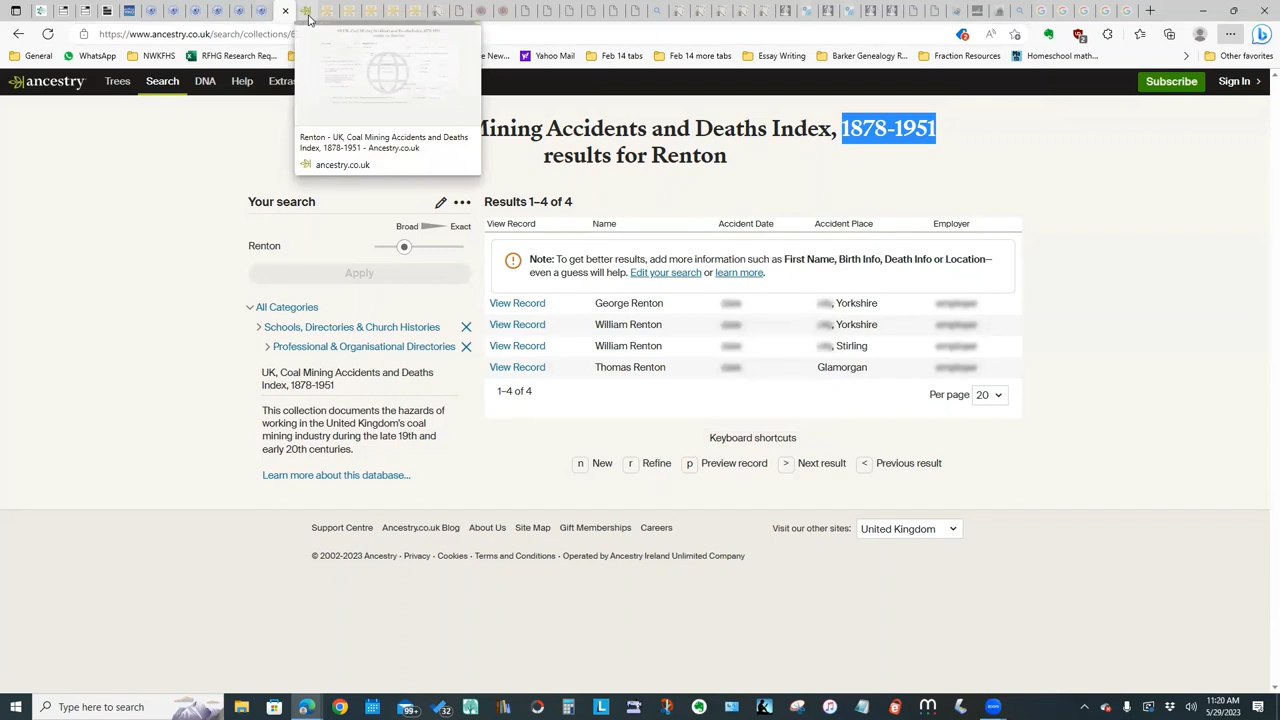 https://www.ancestry.co.uk/search/collections/6
General
WhatsApp
NWKFHS
RFHG Research Req...
ve New...
Yahoo Mail
Feb 14 tabs
Feb 14 more tabs
Essay Writing
Barker Genealogy R...
Fraction Resources
Homeschool math...
Other favorites
ancestry
Search
DNA
Help
Extra
Subscribe
Sign In >
Renton - UK, Coal Mining Accidents and Deaths
Index, 1878-1951 - Ancestry.co.uk
ancestry.co.uk
Mining Accidents and Deaths Index, 1878-1951
results for Renton
Your search
Broad
Exact
Renton
Apply
All Categories
Schools, Directories & Church Histories
Professional & Organisational Directories
UK, Coal Mining Accidents and Deaths
Index, 1878-1951
This collection documents the hazards of
working in the United Kingdom's coal
mining industry during the late 19th and
early 20th centuries.
Learn more about this database...
Results 1–4 of 4
View Record Name Accident Date Accident Place Employer
Note: To get better results, add more information such as First Name, Birth Info, Death Info or Location—
even a guess will help. Edit your search or learn more.
View Record George Renton , Yorkshire
View Record William Renton , Yorkshire
View Record William Renton , Stirling
View Record Thomas Renton Glamorgan
1–4 of 4
Per page 20
Keyboard shortcuts
n New r Refine p Preview record > Next result < Previous result
Support Centre Ancestry.co.uk Blog About Us Site Map Gift Memberships Careers
Visit our other sites: United Kingdom
© 2002-2023 Ancestry · Privacy · Cookies · Terms and Conditions · Operated by Ancestry Ireland Unlimited Company
Type here to search
99+
32
11:20 AM
5/29/2023